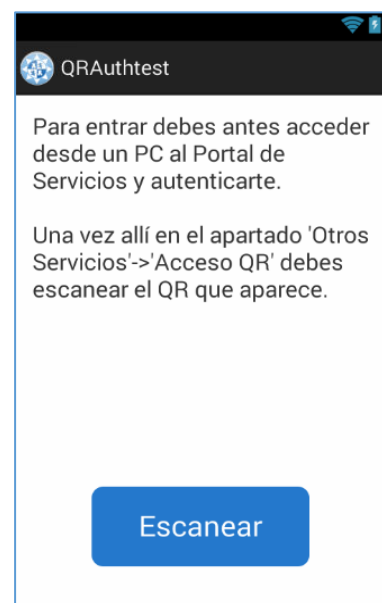 QRAuthtest
Para entrar debes antes acceder
desde un PC al Portal de
Servicios y autenticarte.
Una vez allí en el apartado 'Otros
Servicios'->'Acceso QR' debes
escanear el QR que aparece.
Escanear